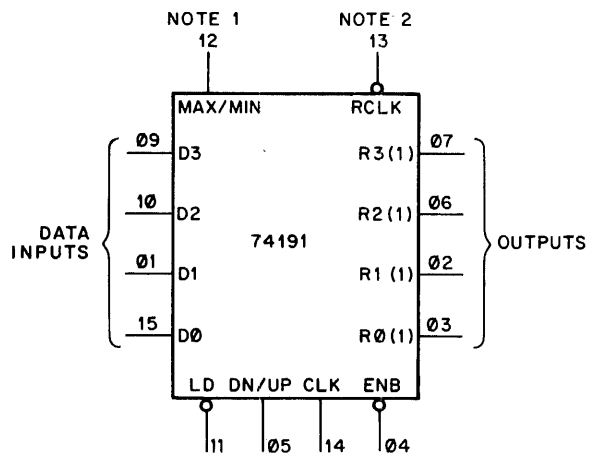 NOTE 1
12
NOTE 2
13
MAX/MIN
RCLK
09
D3
R3(1)
07
10
D2
R2(1)
06
DATA
INPUTS
74191
OUTPUTS
01
D1
R1(1)
02
15
D0
R0(1)
03
LD
DN/UP
CLK
ENB
11
05
14
04